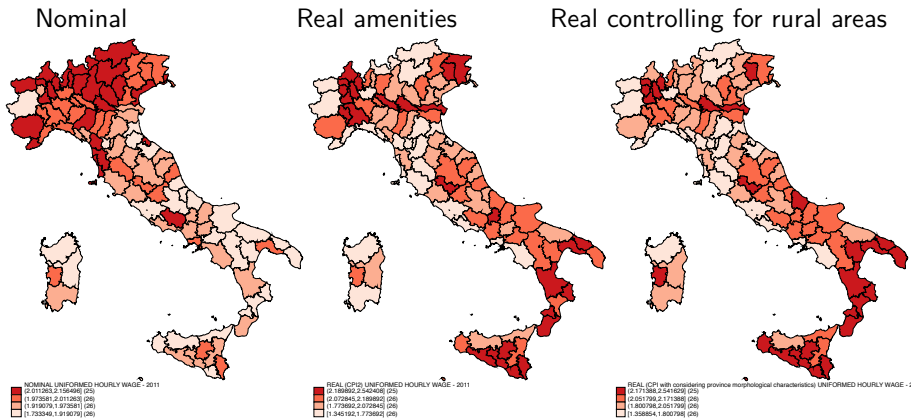 Nominal
Real amenities
Real controlling for rural areas
NOMINAL UNIFORMED HOURLY WAGE - 2011
(2.011263,2.156496] (25)
(1.973581,2.011263] (26)
(1.919079,1.973581] (26)
[1.733349,1.919079] (26)
REAL (CPI2) UNIFORMED HOURLY WAGE - 2011
(2.189892,2.542408] (25)
(2.072845,2.189892] (26)
(1.773692,2.072845] (26)
[1.345192,1.773692] (26)
REAL (CPI with considering province morphological characteristics) UNIFORMED HOURLY WAGE - 2
(2.171388,2.541629] (25)
(2.051799,2.171388] (26)
(1.800798,2.051799] (26)
[1.358854,1.800798] (26)